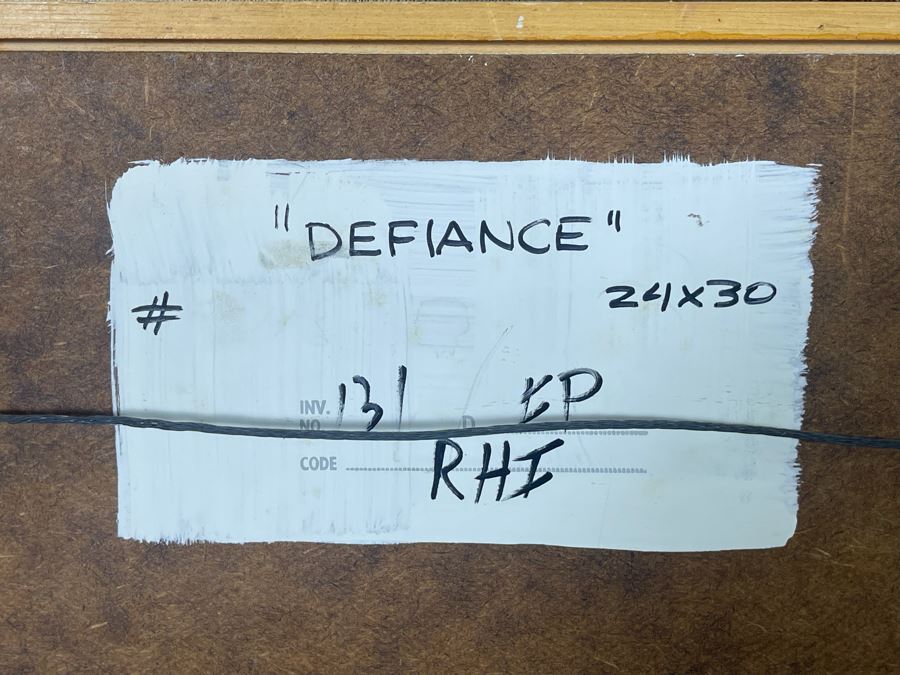 "DEFIANCE"
24X30
#
INV. 131 EP
NO. D
CODE RHI